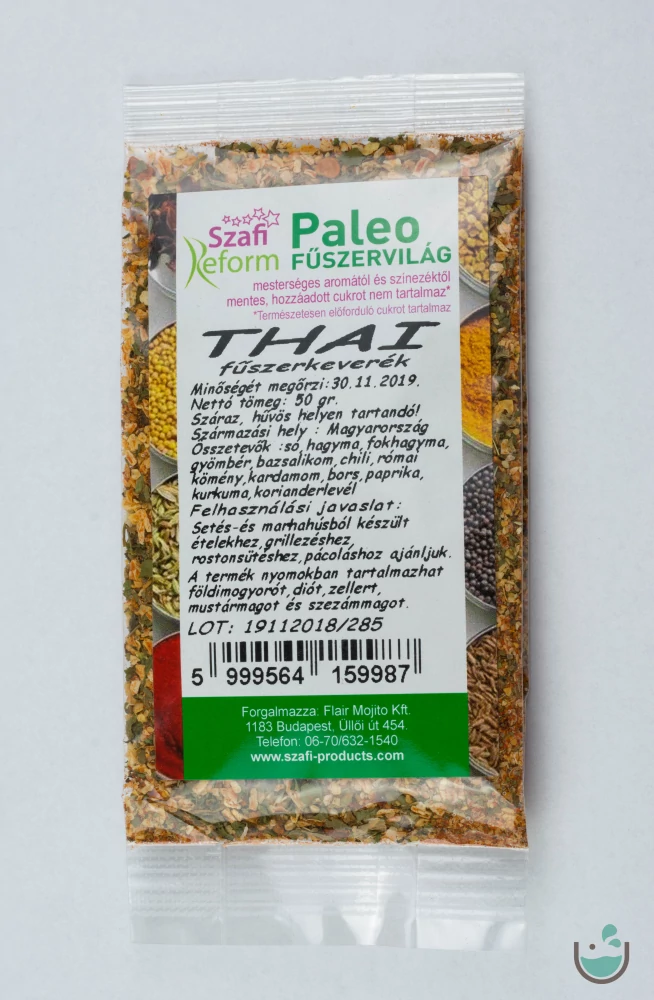 Szafi
Reform
Paleo
FŰSZERVILÁG
mesterséges aromától és színezéktől
mentes, hozzáadott cukrot nem tartalmaz*
*Természetesen előforduló cukrot tartalmaz
THAI
fűszerkeverék
Minőségét megőrzi:30.11.2019.
Nettó tömeg: 50 gr.
Száraz, hűvös helyen tartandó!
Származási hely : Magyarország
Összetevők :só,hagyma,fokhagyma,
gyömbér,bazsalikom,chili,római
kömény,kardamom,bors,paprika,
kurkuma,korianderlevél
Felhasználási javaslat:
Setés-és marhahúsból készült
ételekhez,grillezéshez,
rostonsütéshez,pácoláshoz ajánljuk.
A termék nyomokban tartalmazhat
földimogyorót,diót,zellert,
mustármagot és szezámmagot.
LOT: 19112018/285
5 999564 159987
Forgalmazza: Flair Mojito Kft.
1183 Budapest, Üllői út 454.
Telefon: 06-70/632-1540
www.szafi-products.com